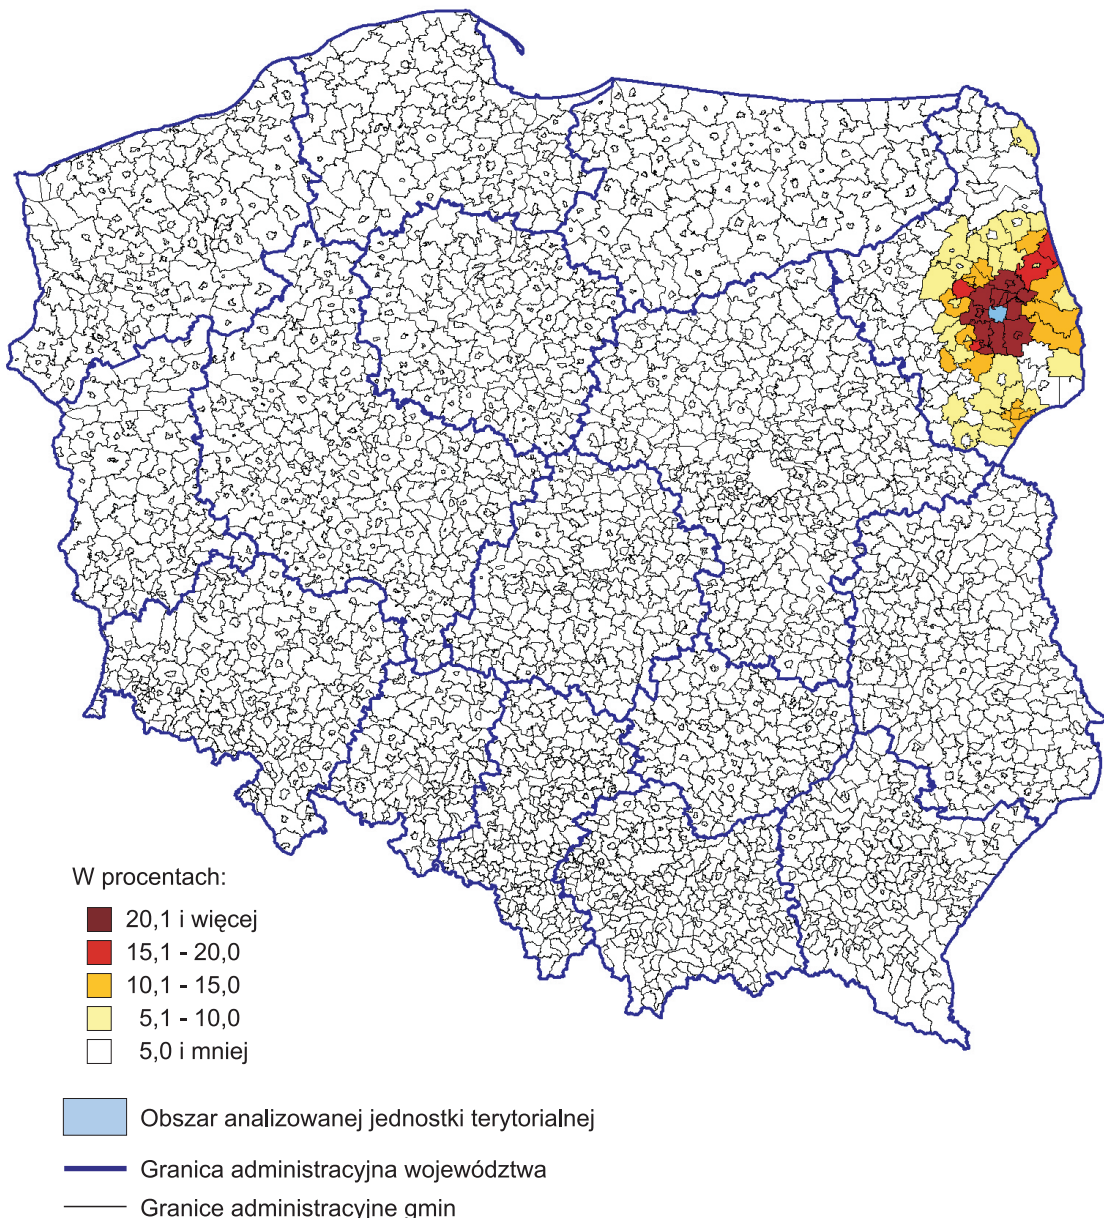 W procentach:
20,1 i więcej
15,1 - 20,0
10,1 - 15,0
5,1 - 10,0
5,0 i mniej
Obszar analizowanej jednostki terytorialnej
Granica administracyjna województwa
Granice administracyjne gmin